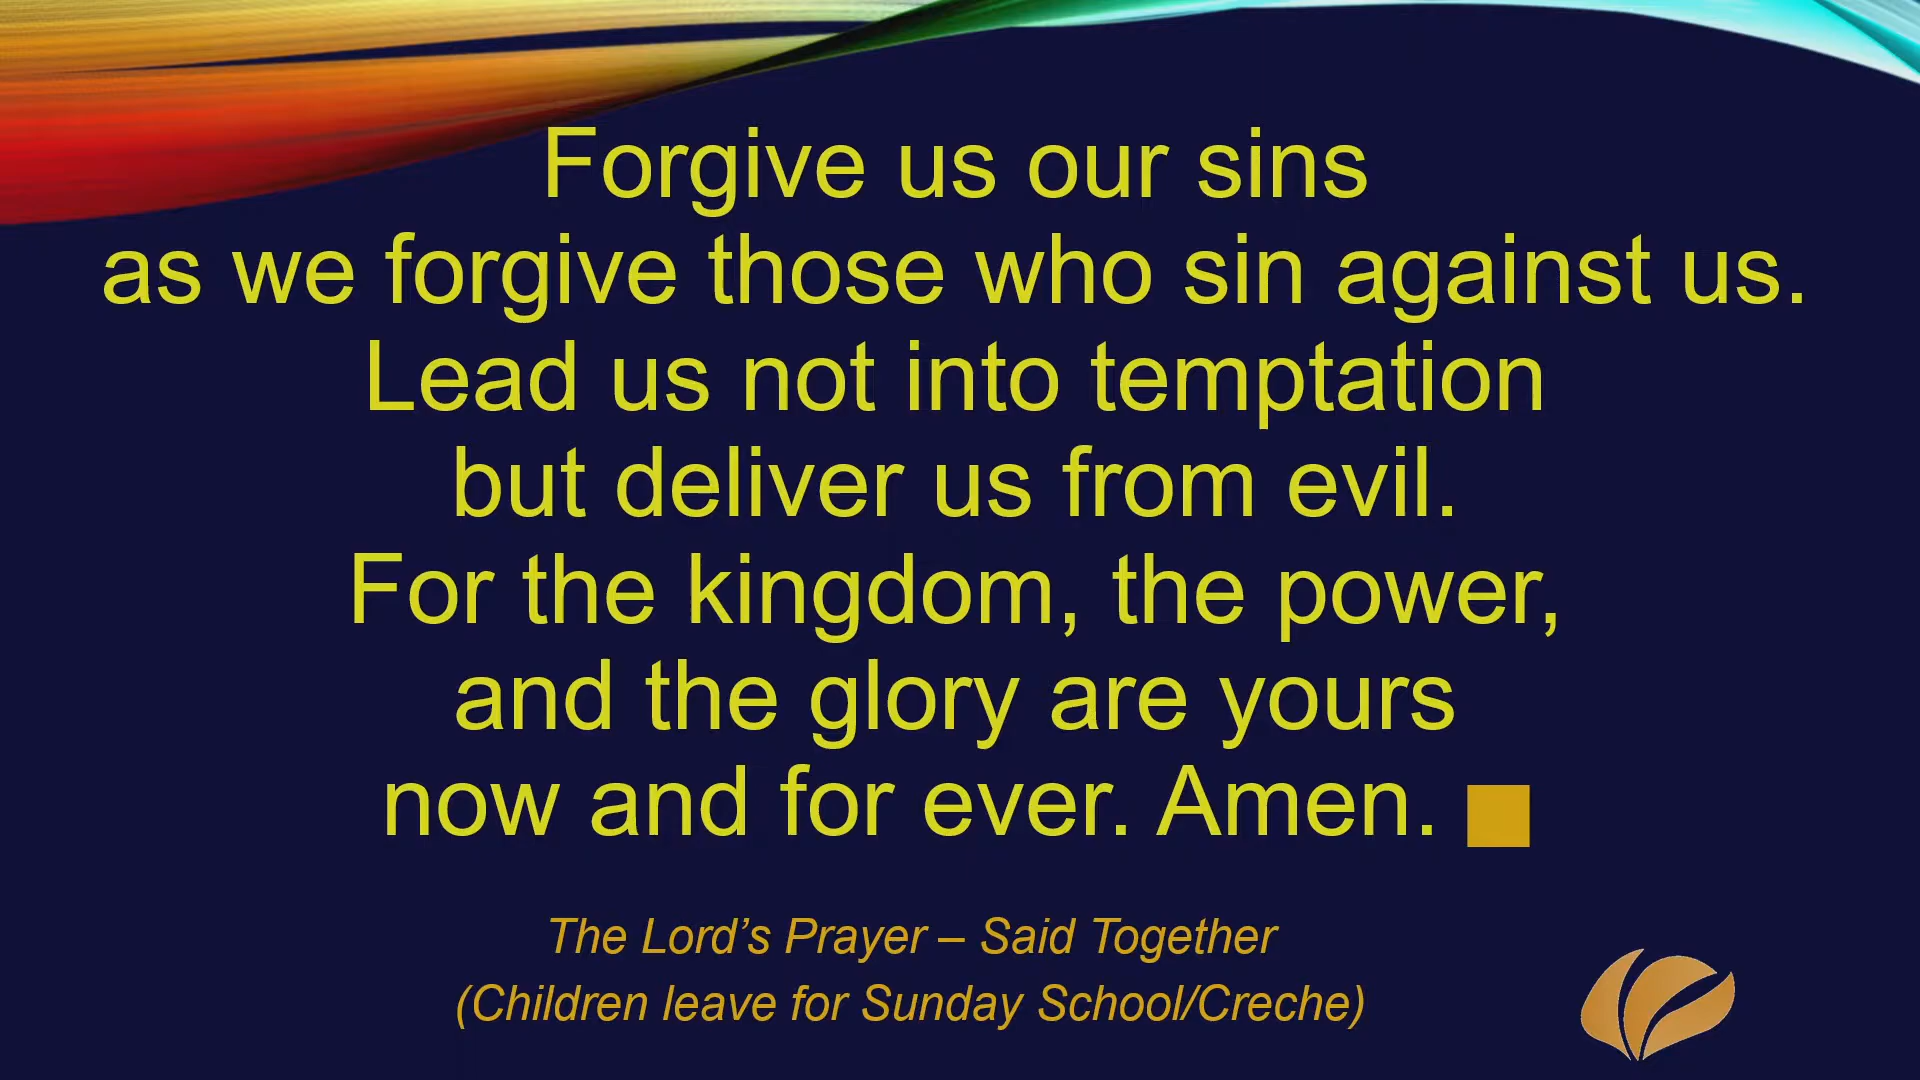 Forgive us our sins
as we forgive those who sin against us.
Lead us not into temptation
but deliver us from evil.
For the kingdom, the power,
and the glory are yours
now and for ever. Amen.
The Lord’s Prayer – Said Together
(Children leave for Sunday School/Creche)